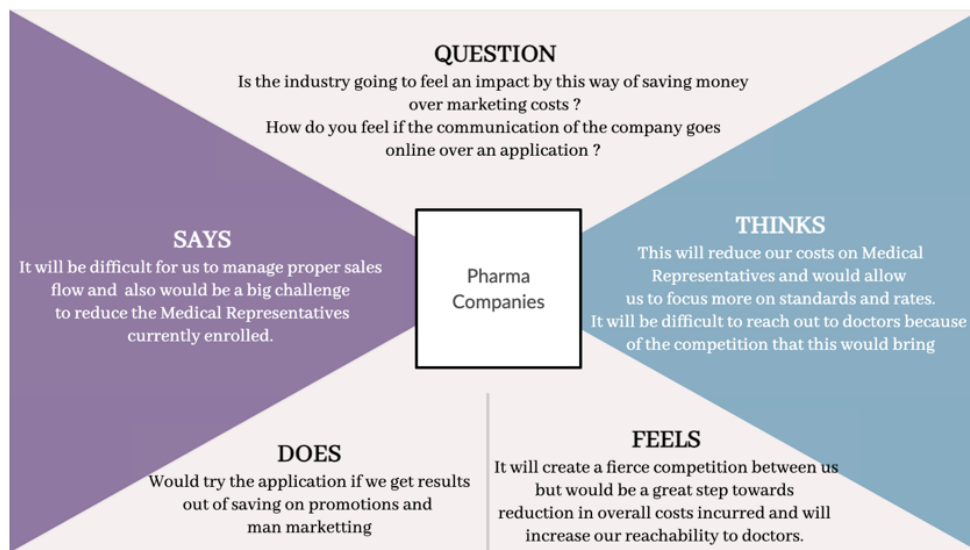 QUESTION
Is the industry going to feel an impact by this way of saving money
over marketing costs ?
How do you feel if the communication of the company goes
online over an application ?
SAYS
It will be difficult for us to manage proper sales
flow and also would be a big challenge
to reduce the Medical Representatives
currently enrolled.
Pharma
Companies
THINKS
This will reduce our costs on Medical
Representatives and would allow
us to focus more on standards and rates.
It will be difficult to reach out to doctors because
of the competition that this would bring
DOES
Would try the application if we get results
out of saving on promotions and
man marketting
FEELS
It will create a fierce competition between us
but would be a great step towards
reduction in overall costs incurred and will
increase our reachability to doctors.